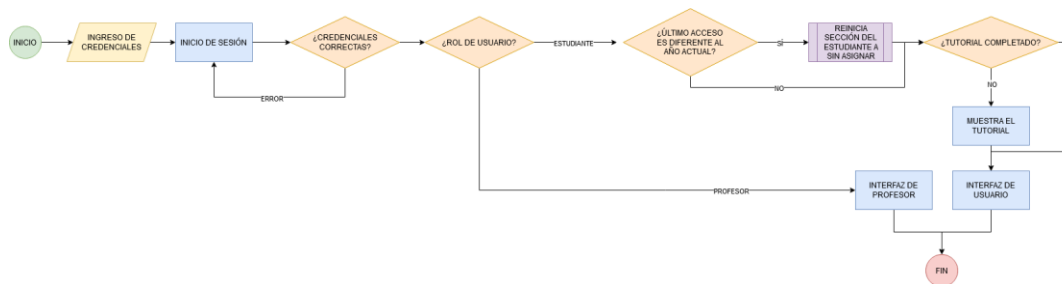 INICIO
INGRESO DE
CREDENCIALES
INICIO DE SESIÓN
¿CREDENCIALES
CORRECTAS?
ERROR
¿ROL DE USUARIO?
ESTUDIANTE
¿ÚLTIMO ACCESO
ES DIFERENTE AL
AÑO ACTUAL?
SÍ
REINICIA
SECCIÓN DEL
ESTUDIANTE A
SIN ASIGNAR
NO
¿TUTORIAL COMPLETADO?
NO
MUESTRA EL
TUTORIAL
PROFESOR
INTERFAZ DE
PROFESOR
INTERFAZ DE
USUARIO
FIN